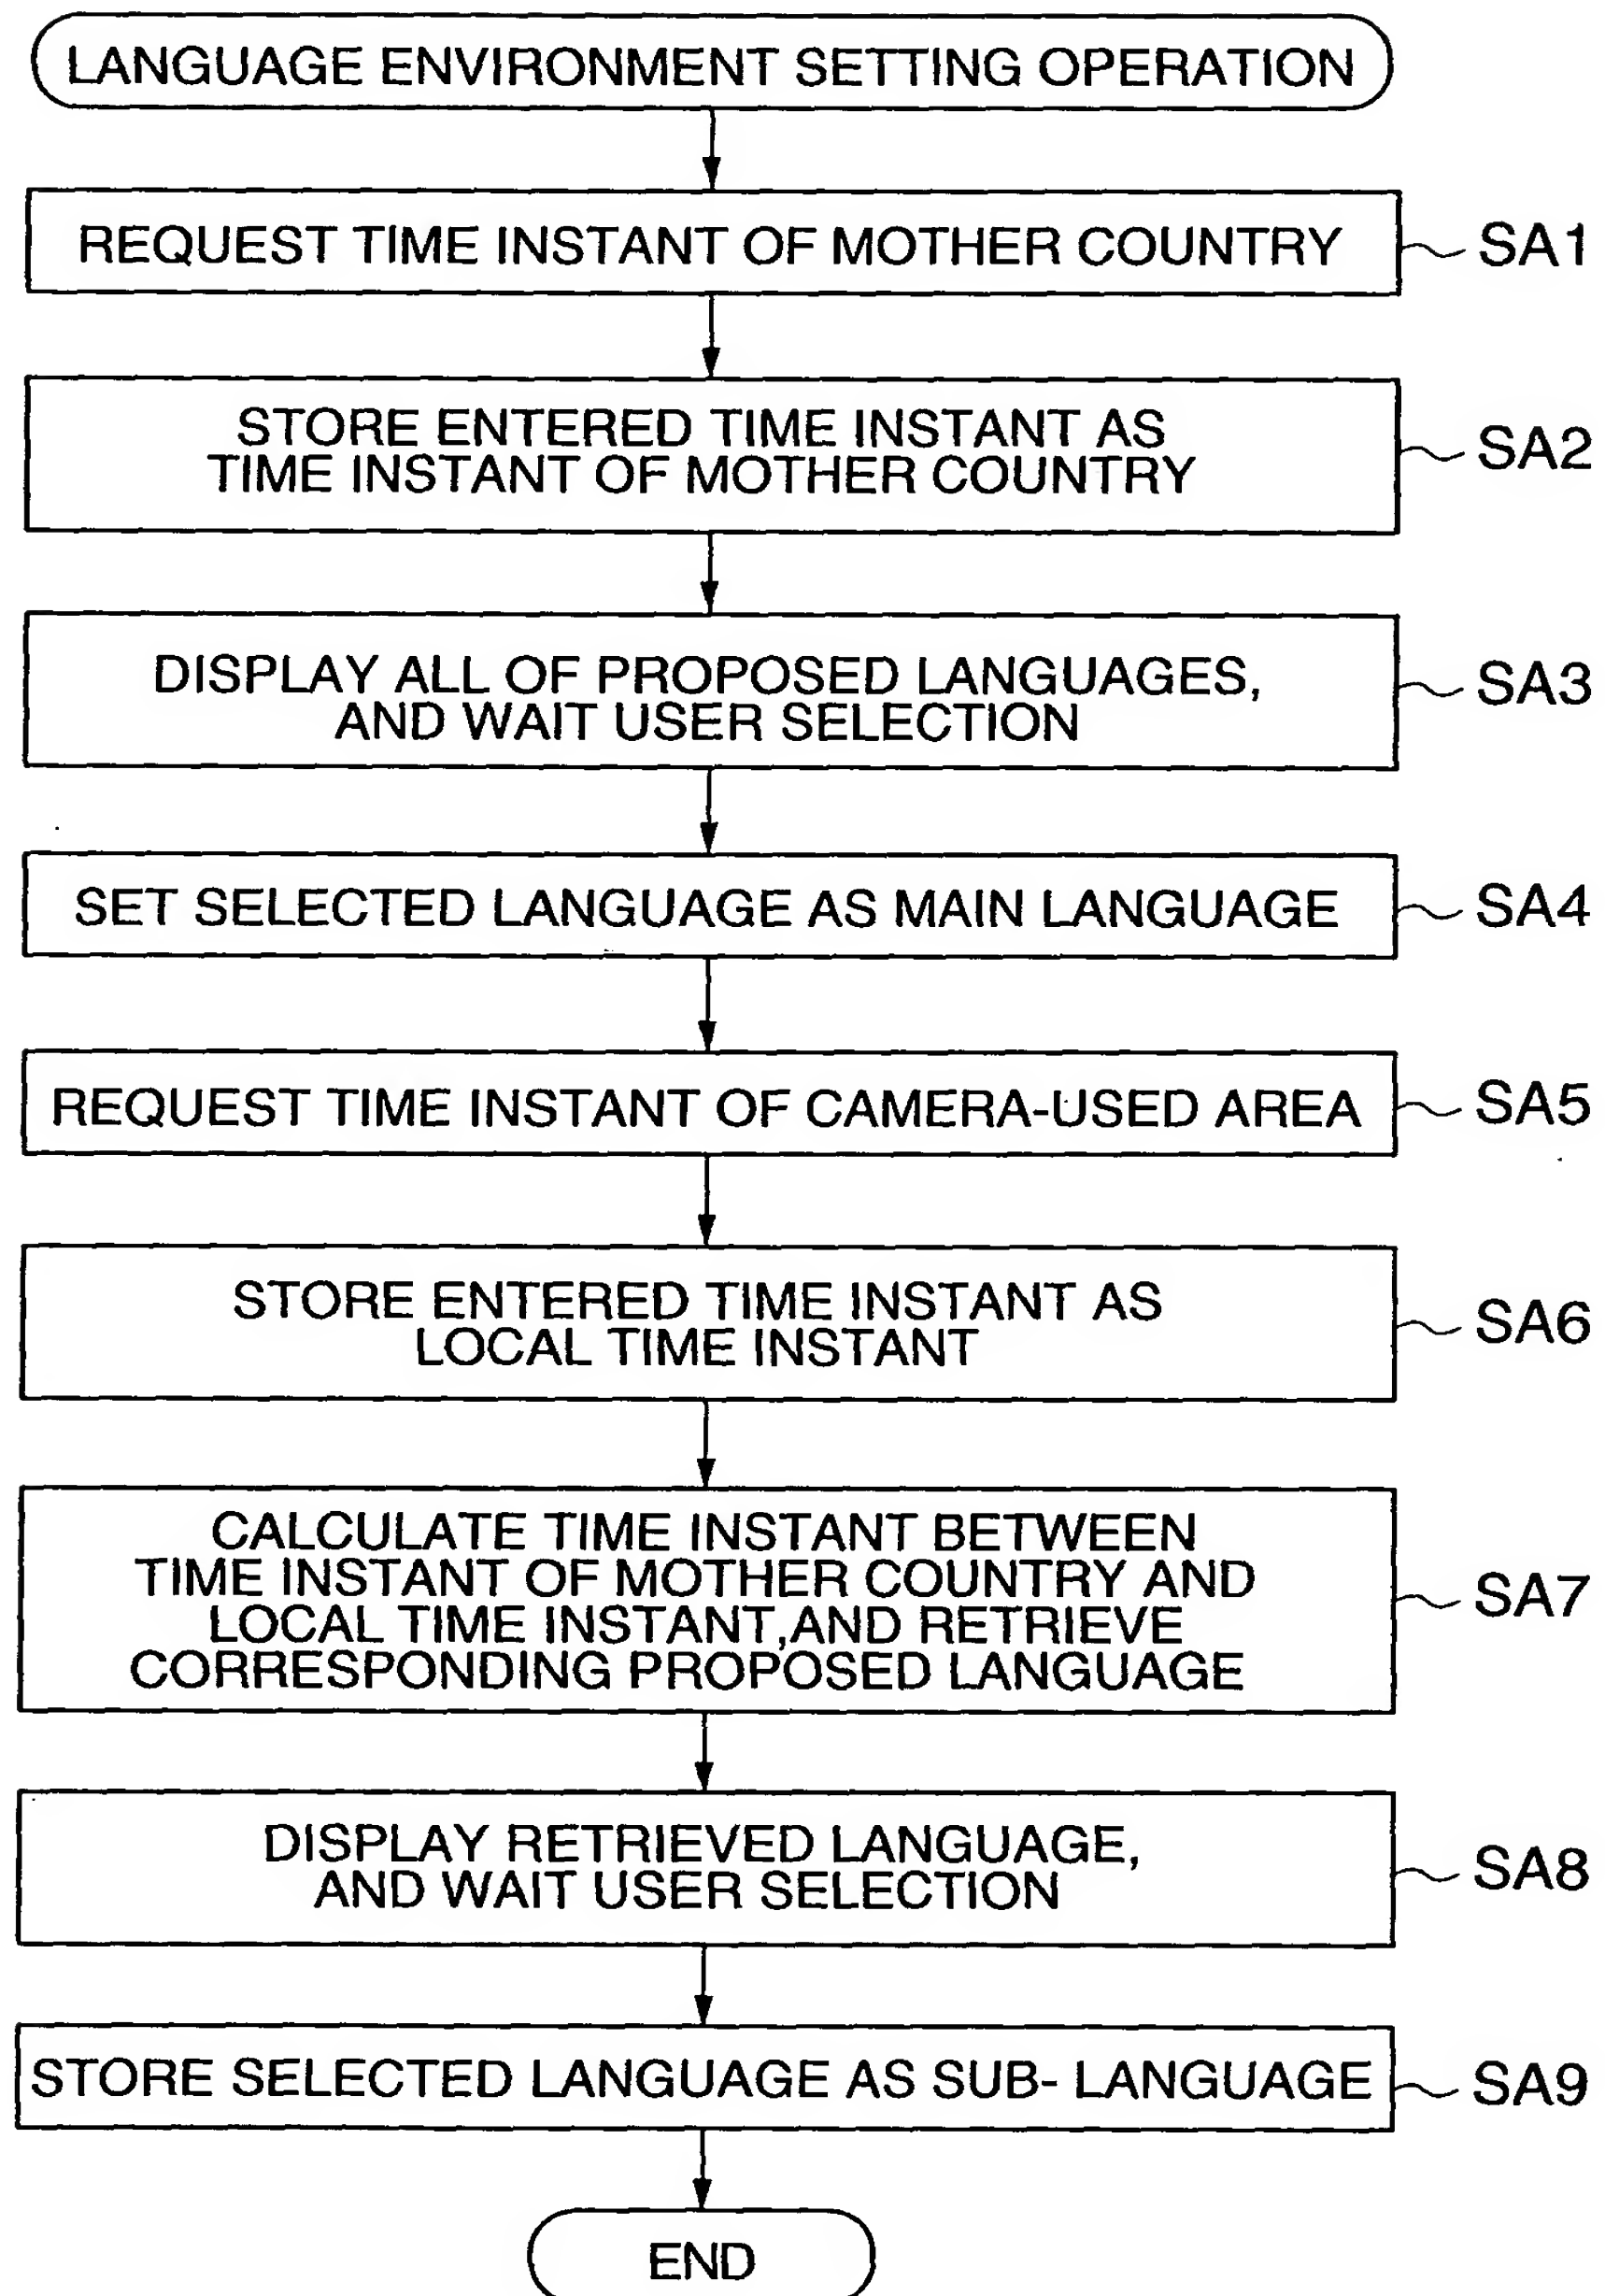 LANGUAGE ENVIRONMENT SETTING OPERATION
REQUEST TIME INSTANT OF MOTHER COUNTRY
SA1
STORE ENTERED TIME INSTANT AS
TIME INSTANT OF MOTHER COUNTRY
SA2
DISPLAY ALL OF PROPOSED LANGUAGES,
AND WAIT USER SELECTION
SA3
SET SELECTED LANGUAGE AS MAIN LANGUAGE
SA4
REQUEST TIME INSTANT OF CAMERA-USED AREA
SA5
STORE ENTERED TIME INSTANT AS
LOCAL TIME INSTANT
SA6
CALCULATE TIME INSTANT BETWEEN
TIME INSTANT OF MOTHER COUNTRY AND
LOCAL TIME INSTANT,AND RETRIEVE
CORRESPONDING PROPOSED LANGUAGE
SA7
DISPLAY RETRIEVED LANGUAGE,
AND WAIT USER SELECTION
SA8
STORE SELECTED LANGUAGE AS SUB- LANGUAGE
SA9
END